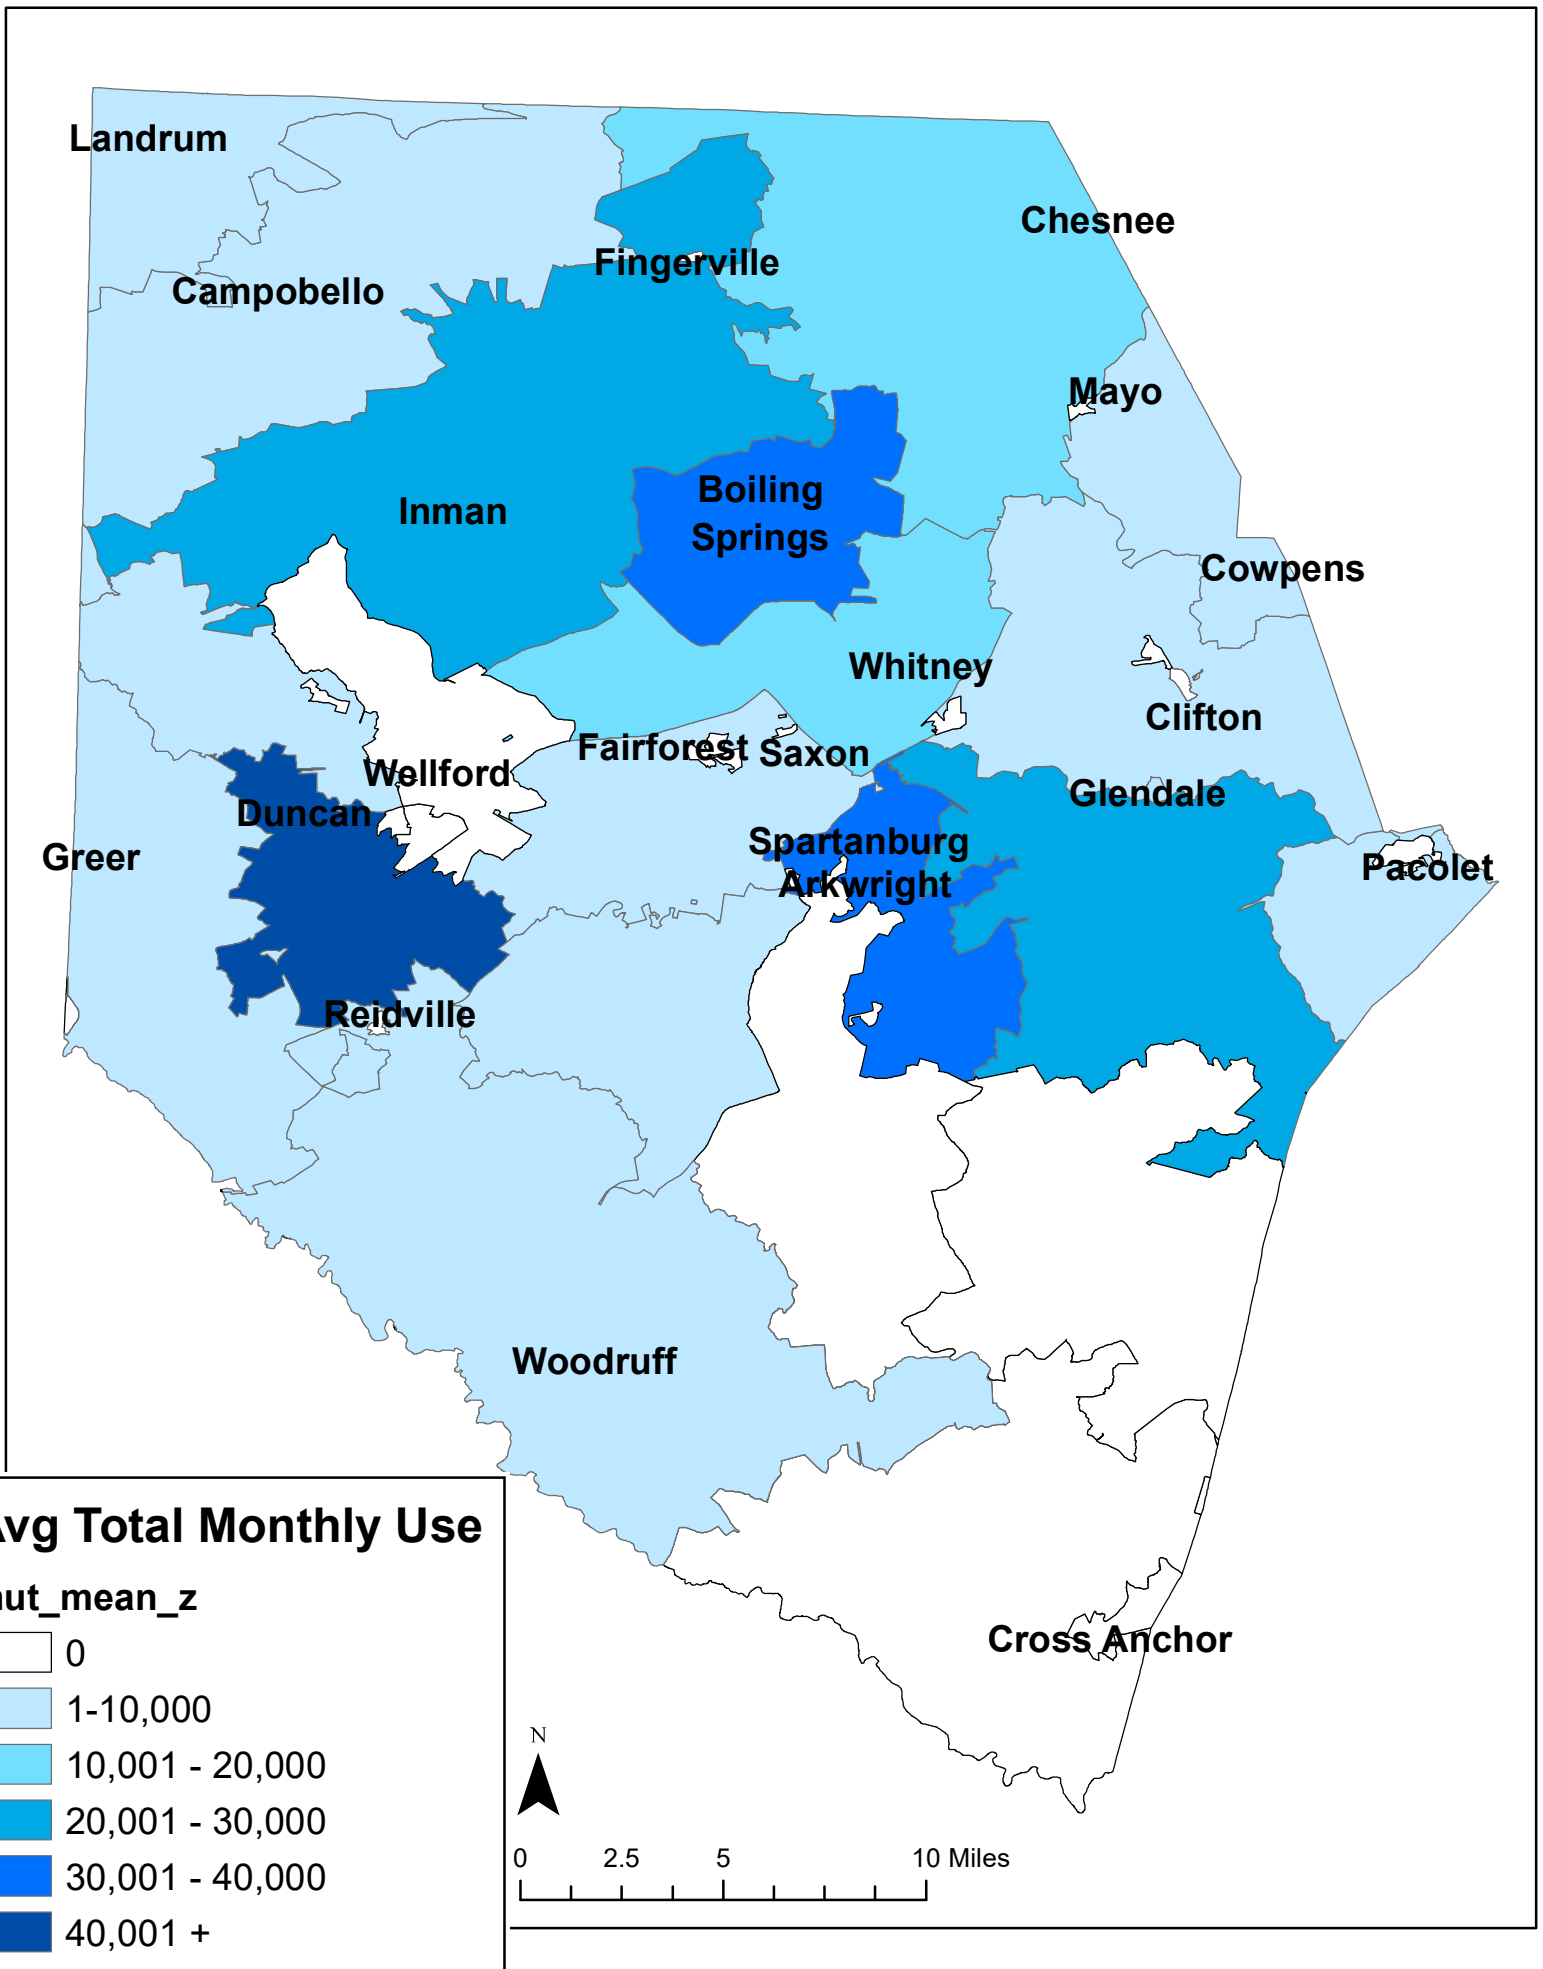 Landrum
Chesnee
Fingerville
Campobello
Mayo
Boiling
Springs
Inman
Cowpens
Whitney
Clifton
Fairforest
Saxon
Wellford
Glendale
Duncan
Spartanburg
Greer
Pacolet
Arkwright
Reidville
Woodruff
Cross Anchor
Avg Total Monthly Use
ut_mean_z
0
1-10,000
10,001 - 20,000
20,001 - 30,000
30,001 - 40,000
40,001 +
N
0 2.5 5 10 Miles